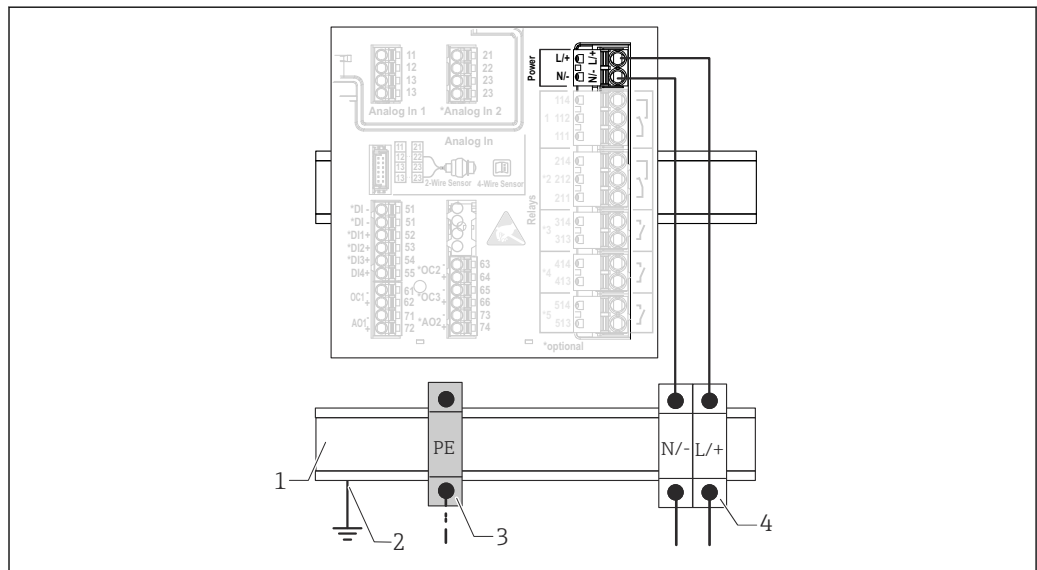 Power
L/+
N/-
L/+
N/-
11
12
13
13
Analog In 1
21
22
23
23
*Analog In 2
Analog In
11 21
12 22
13 23
13 23
2-Wire Sensor
4-Wire Sensor
Relays
114
1 112
111
214
*2 212
211
*3 314
313
*4 414
413
*5 514
513
*DI - 51
*DI - 51
*DI1+ 52
*DI2+ 53
*DI3+ 54
DI4+ 55
OC1 - 61
+ 62
AO1 - 71
+ 72
*OC2 - 63
+ 64
*OC3 - 65
+ 66
*AO2 - 73
+ 74
*optional
PE
N/-
L/+
1
2
3
4